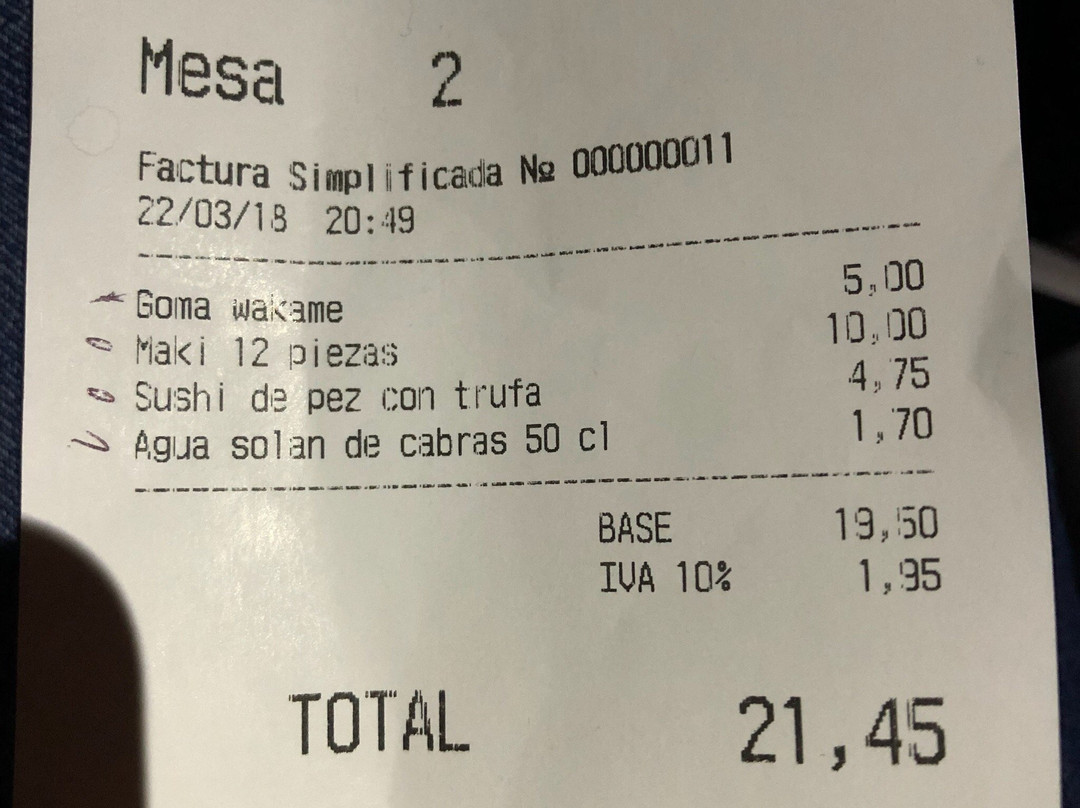 Mesa 2
Factura Simplificada Nº 000000011
22/03/18 20:49
Goma wakame 5,00
Maki 12 piezas 10,00
Sushi de pez con trufa 4,75
Agua solan de cabras 50 cl 1,70
BASE 19,50
IVA 10% 1,95
TOTAL 21,45